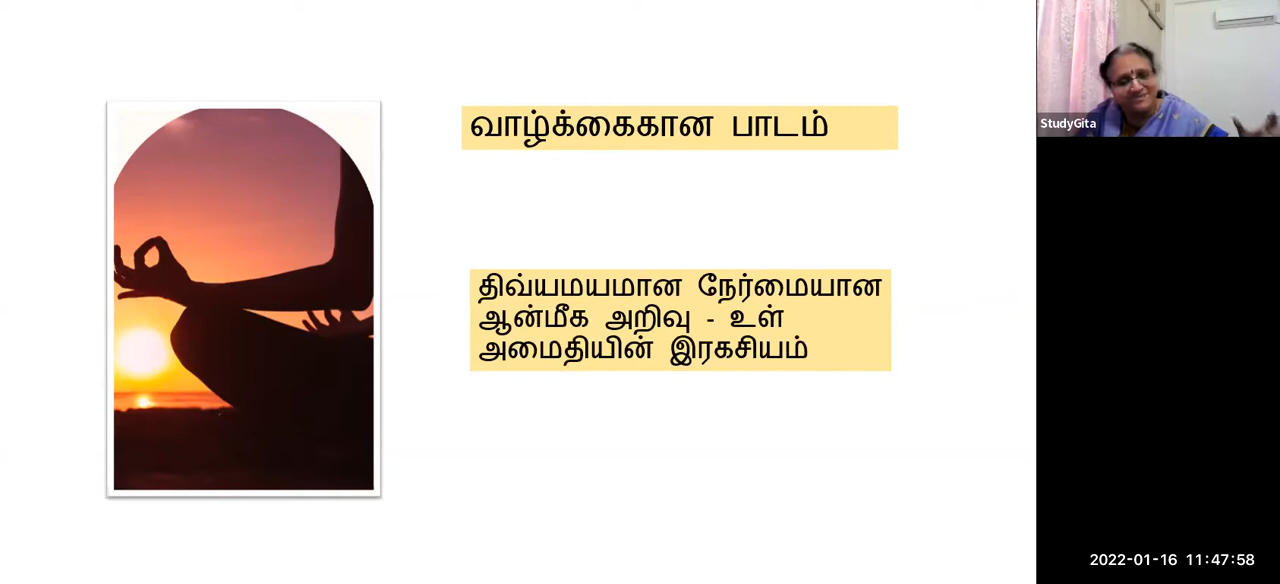 வாழ்க்கைகான பாடம்
StudyGita
திவ்யமயமான நேர்மையான
ஆன்மீக அறிவு - உள்
அமைதியின் இரகசியம்
2022-01-16 11:47:58